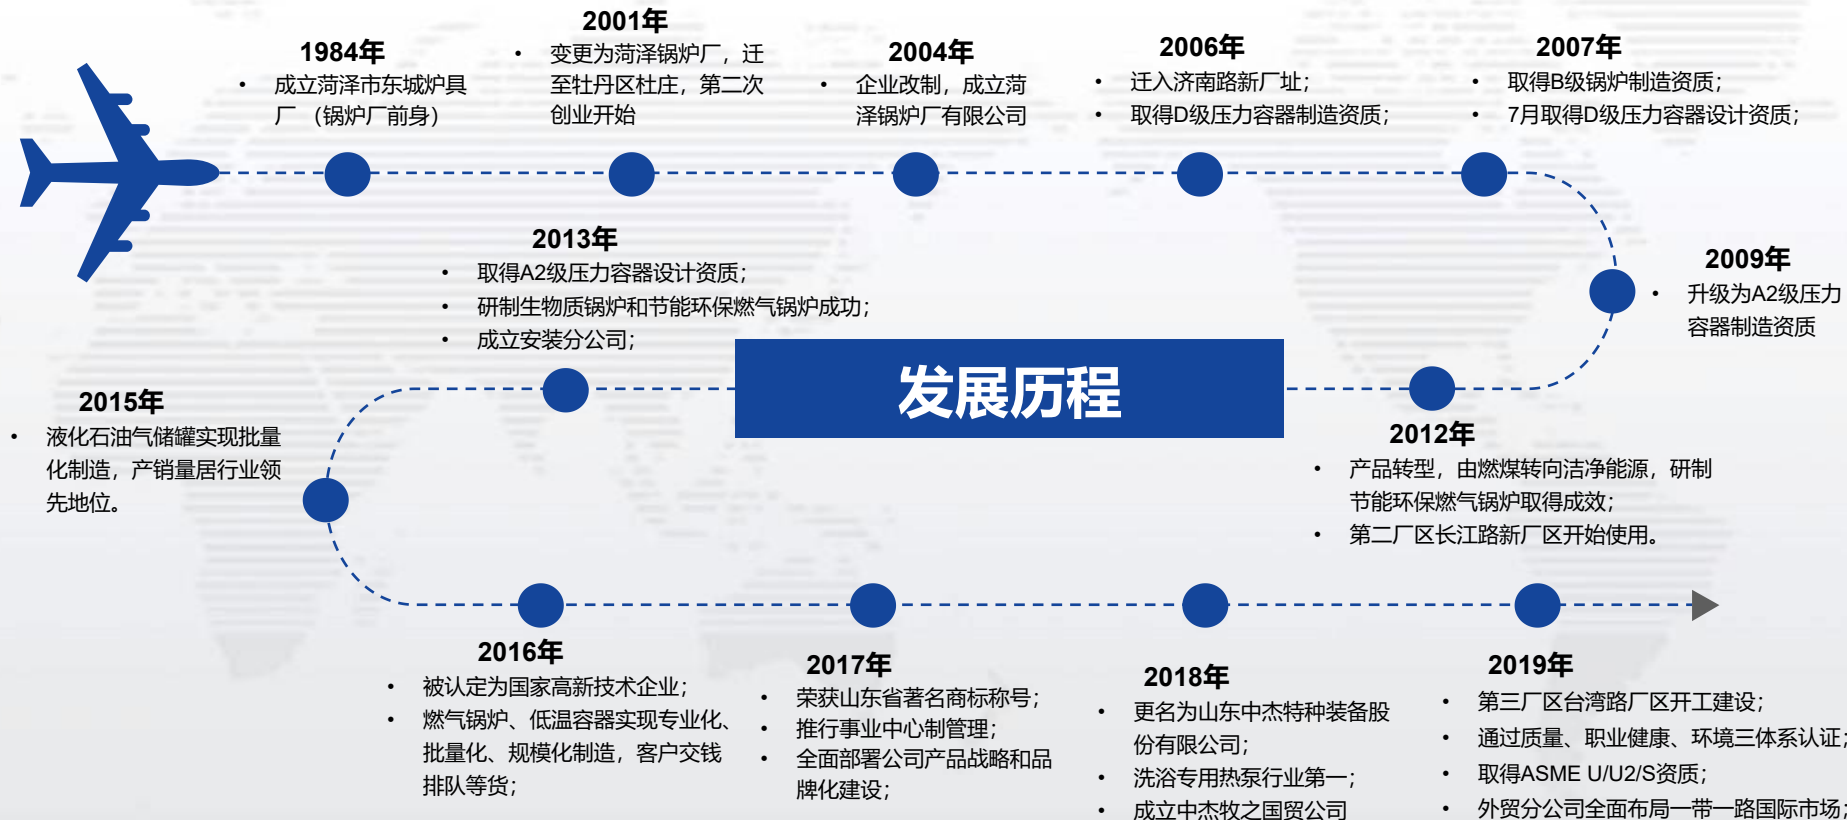 1984年
• 成立菏泽市东城炉具
厂 （锅炉厂前身）
2001年
• 变更为菏泽锅炉厂，迁
至牡丹区杜庄，第二次
创业开始
2004年
• 企业改制，成立菏
泽锅炉厂有限公司
2006年
• 迁入济南路新厂址；
• 取得D级压力容器制造资质；
2007年
• 取得B级锅炉制造资质；
• 7月取得D级压力容器设计资质；
2009年
• 升级为A2级压力
容器制造资质
发展历程
2012年
• 产品转型，由燃煤转向洁净能源，研制
节能环保燃气锅炉取得成效；
• 第二厂区长江路新厂区开始使用。
2013年
• 取得A2级压力容器设计资质；
• 研制生物质锅炉和节能环保燃气锅炉成功；
• 成立安装分公司；
2015年
• 液化石油气储罐实现批量
化制造，产销量居行业领
先地位。
2016年
• 被认定为国家高新技术企业；
• 燃气锅炉、低温容器实现专业化、
批量化、规模化制造，客户交钱
排队等货；
2017年
• 荣获山东省著名商标称号；
• 推行事业中心制管理；
• 全面部署公司产品战略和品
牌化建设；
2018年
• 更名为山东中杰特种装备股
份有限公司；
• 洗浴专用热泵行业第一；
• 成立中杰牧之国贸公司
2019年
• 第三厂区台湾路厂区开工建设；
• 通过质量、职业健康、环境三体系认证；
• 取得ASME U/U2/S资质；
• 外贸分公司全面布局一带一路国际市场；